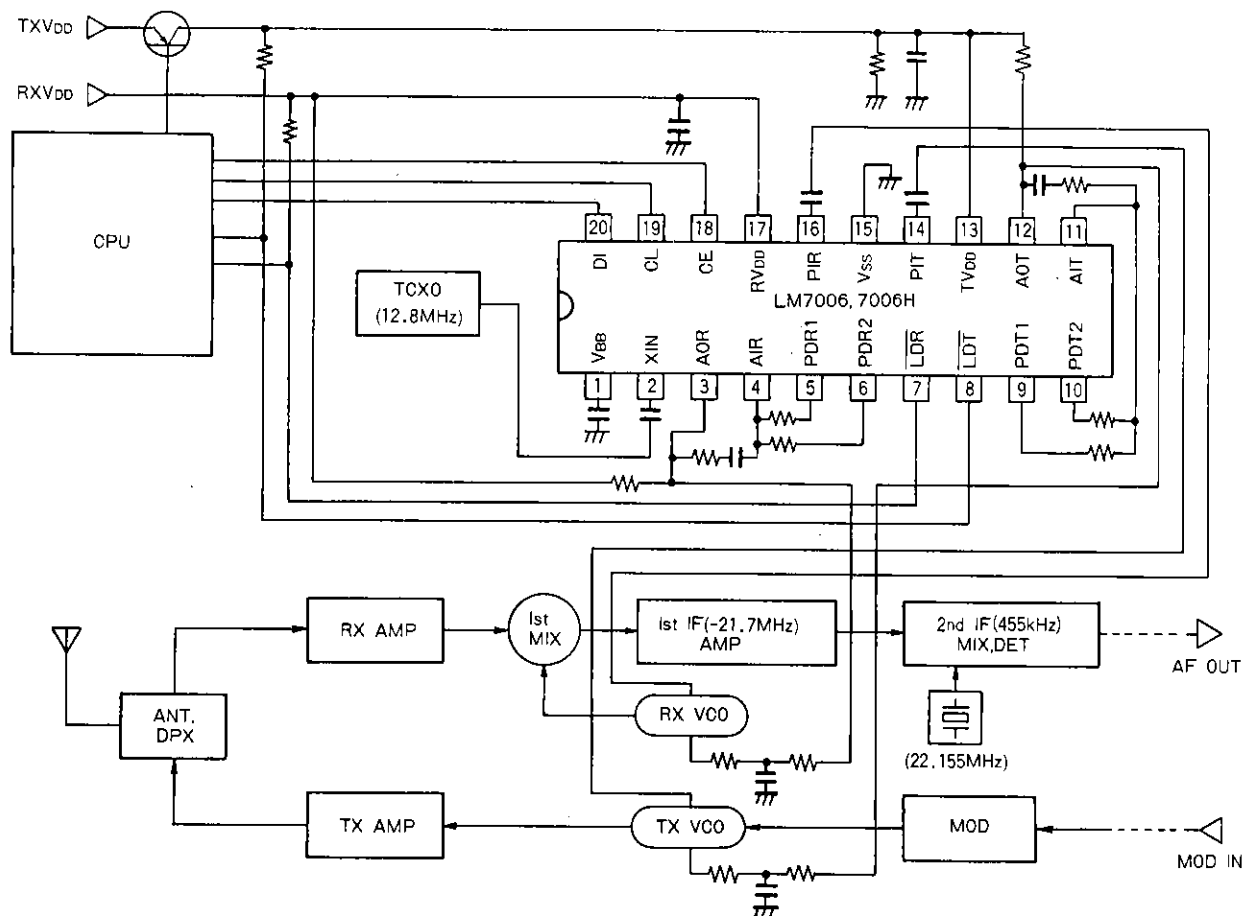 TXVDD
RXVDD
CPU
TCXO
(12.8MHz)
20 19 18 17 16 15 14 13 12 11
DI CL CE RVDD PIR VSS PIT TVDD AOT AIT
LM7006, 7006H
VBB XIN AOR AIR PDR1 PDR2 LDR LDT PDT1 PDT2
1 2 3 4 5 6 7 8 9 10
RX AMP
Ist
MIX
Ist IF(-21.7MHz)
AMP
2nd IF(455kHz)
MIX,DET
AF OUT
ANT.
DPX
RX VCO
(22.155MHz)
TX AMP
TX VCO
MOD
MOD IN